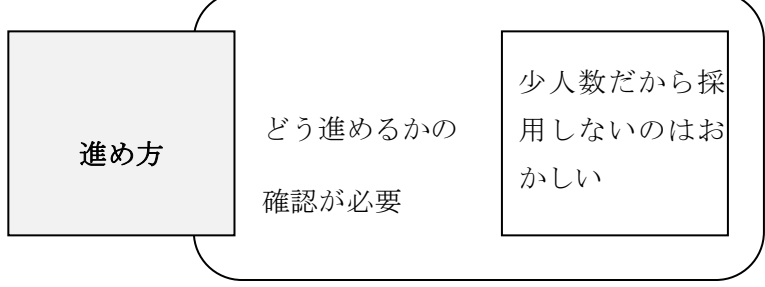 進め方
どう進めるかの
確認が必要
少人数だから採
用しないのはお
かしい